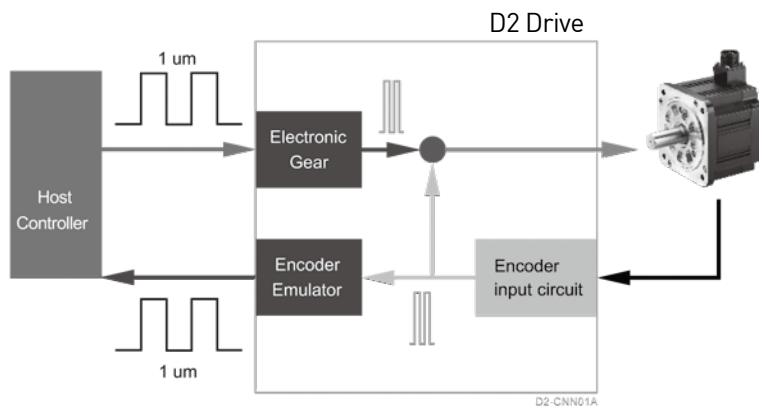 D2 Drive
1 um
Electronic
Gear
Host
Controller
Encoder
Emulator
Encoder
input circuit
1 um
D2-CNN01A